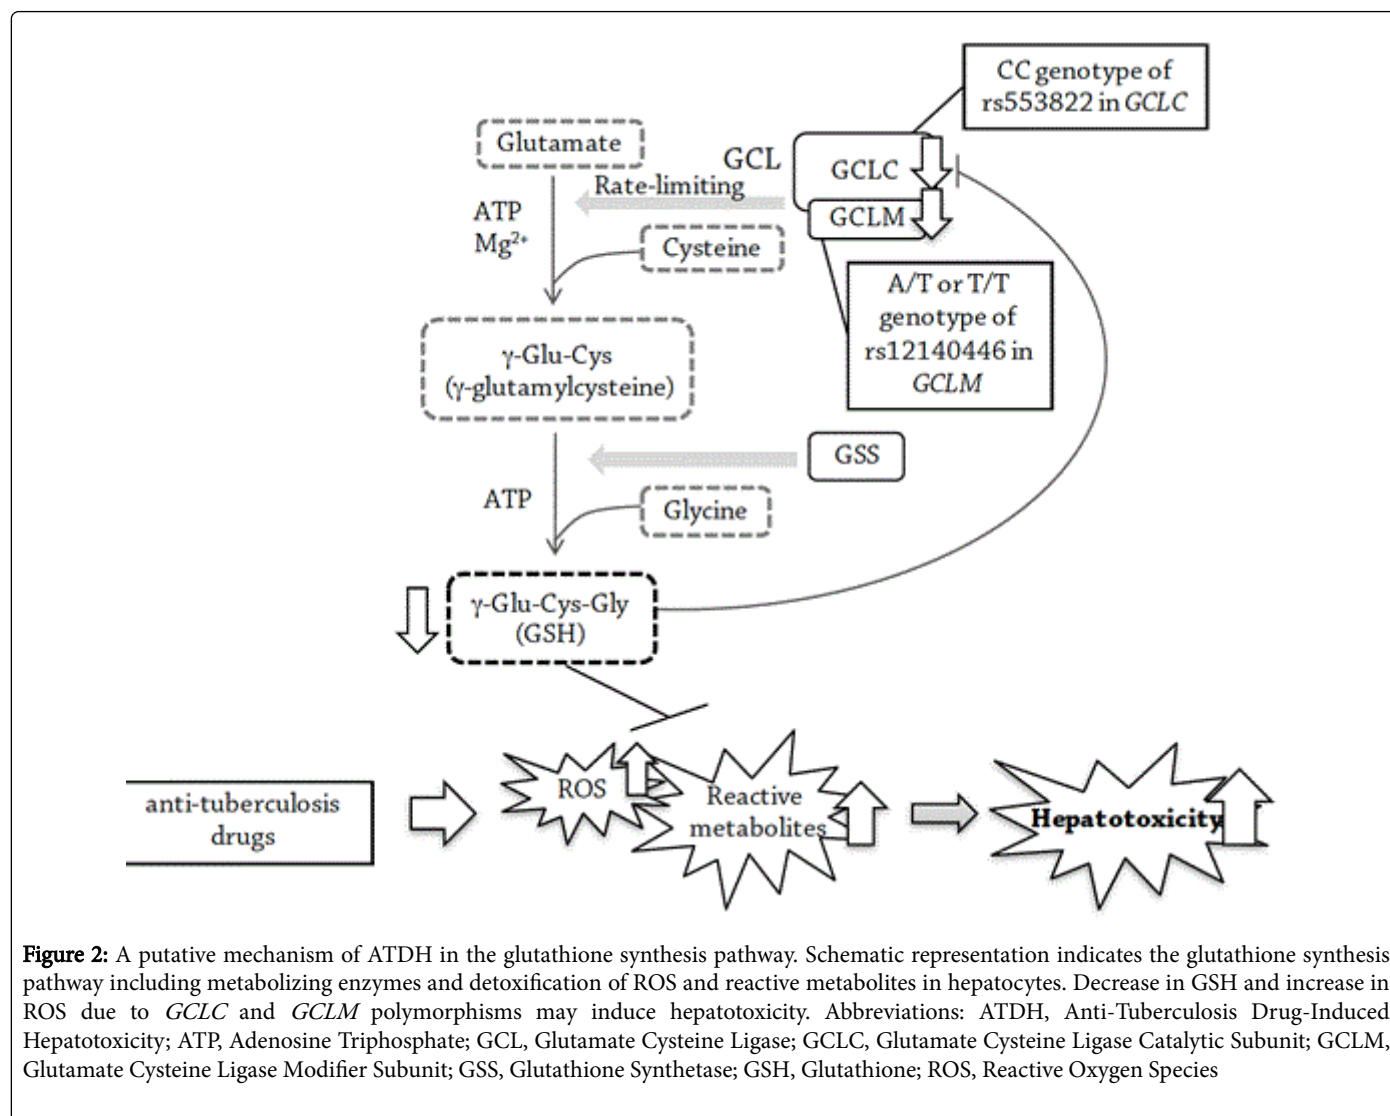 CC genotype of
rs553822 in GCLC
Glutamate
GCL
GCLC
Rate-limiting
GCLM
ATP
Mg2+
Cysteine
A/T or T/T
genotype of
rs12140446 in
GCLM
γ-Glu-Cys
(γ-glutamylcysteine)
GSS
ATP
Glycine
γ-Glu-Cys-Gly
(GSH)
anti-tuberculosis
drugs
ROS
Reactive
metabolites
Hepatotoxicity
Figure 2: A putative mechanism of ATDH in the glutathione synthesis pathway. Schematic representation indicates the glutathione synthesis
pathway including metabolizing enzymes and detoxification of ROS and reactive metabolites in hepatocytes. Decrease in GSH and increase in
ROS due to GCLC and GCLM polymorphisms may induce hepatotoxicity. Abbreviations: ATDH, Anti-Tuberculosis Drug-Induced
Hepatotoxicity; ATP, Adenosine Triphosphate; GCL, Glutamate Cysteine Ligase; GCLC, Glutamate Cysteine Ligase Catalytic Subunit; GCLM,
Glutamate Cysteine Ligase Modifier Subunit; GSS, Glutathione Synthetase; GSH, Glutathione; ROS, Reactive Oxygen Species